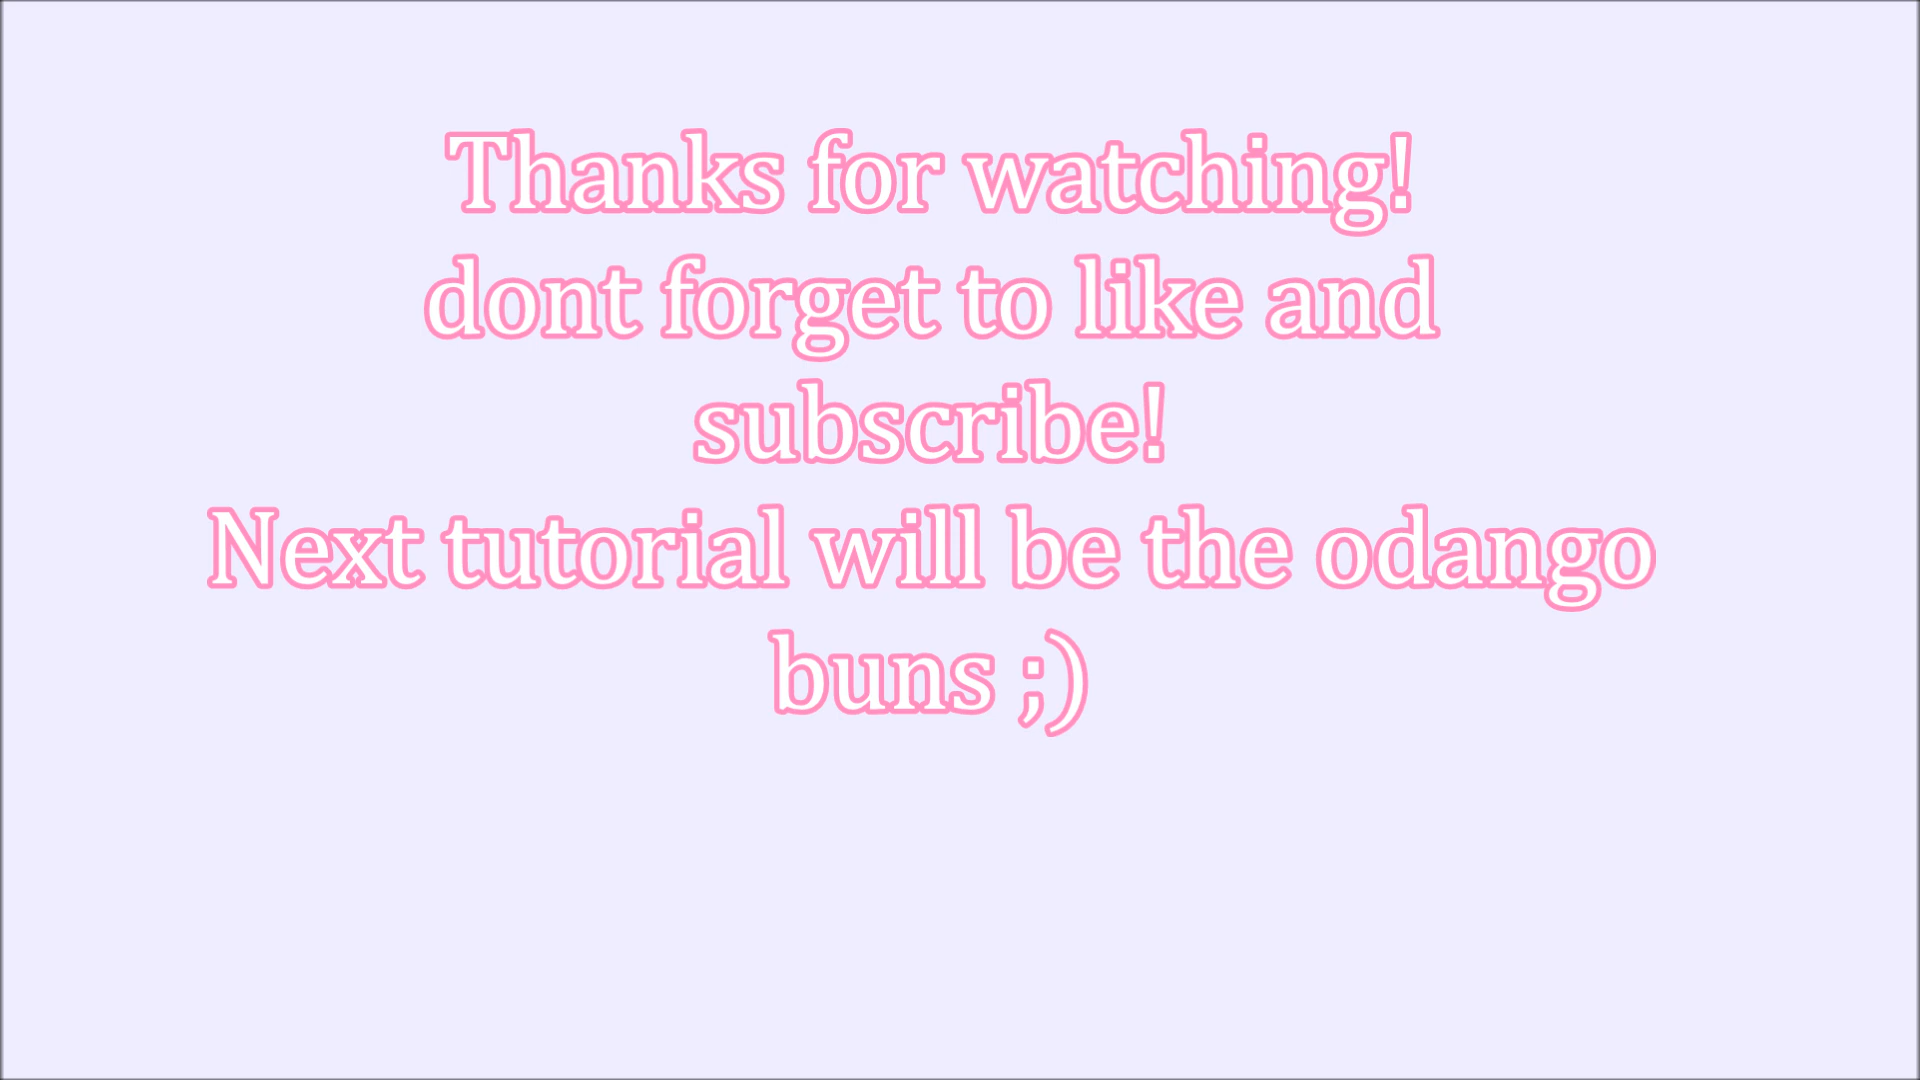 Thanks for watching!
dont forget to like and
subscribe!
Next tutorial will be the odango
buns ;)